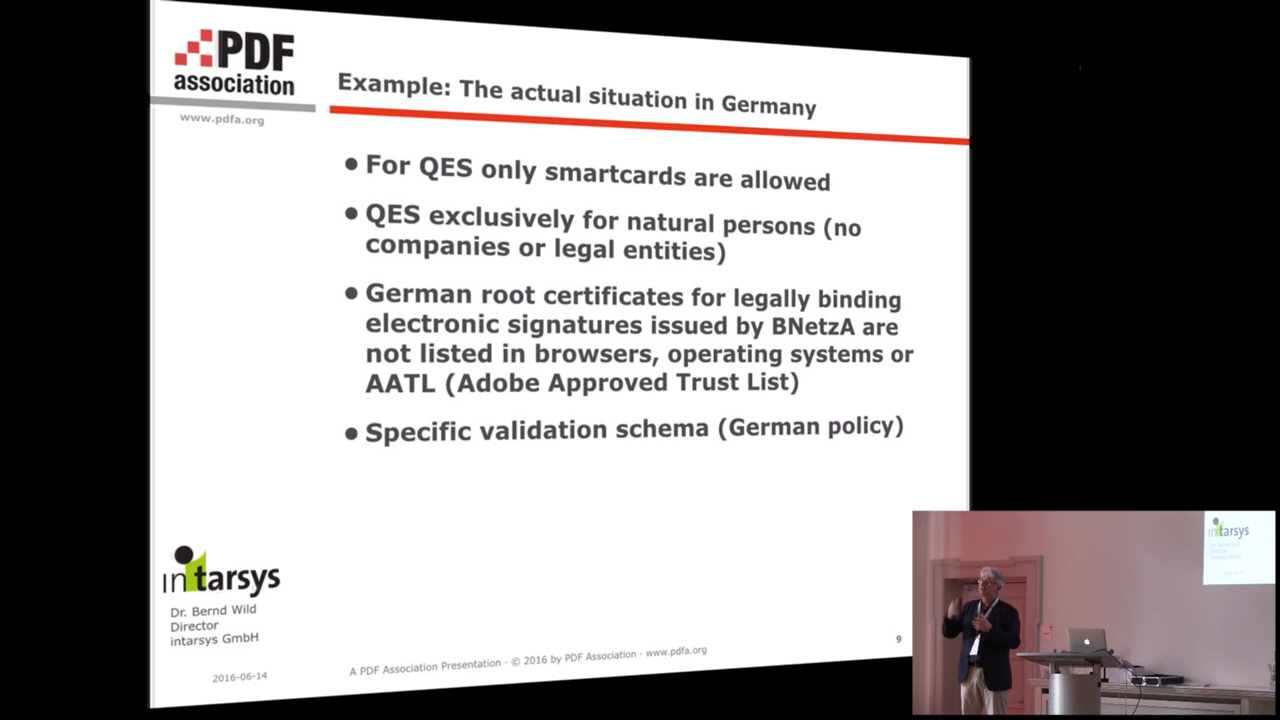 PDF
association
www.pdfa.org
Example: The actual situation in Germany
● For QES only smartcards are allowed
● QES exclusively for natural persons (no
companies or legal entities)
● German root certificates for legally binding
electronic signatures issued by BNetzA are
not listed in browsers, operating systems or
AATL (Adobe Approved Trust List)
● Specific validation schema (German policy)
intarsys
Dr. Bernd Wild
Director
intarsys GmbH
2016-06-14
A PDF Association Presentation · © 2016 by PDF Association · www.pdfa.org
9
intarsys